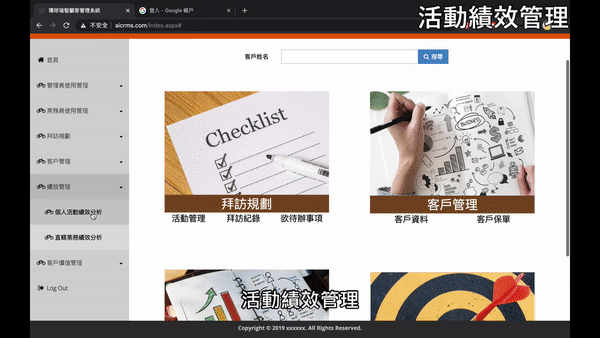 環球瑞智顧客管理系統
登入 - Google 帳戶
活動績效管理
不安全 | aicrms.com/index.aspx#
首頁
管理員使用管理
業務員使用管理
拜訪規劃
客戶管理
績效管理
個人活動績效分析
直轄業務績效分析
客戶價值管理
Log Out
客戶姓名
搜尋
Checklist
拜訪規劃
活動管理 拜訪紀錄 欲待辦事項
BUSINESS
客戶管理
客戶資料 客戶保單
活動績效管理
Copyright © 2019 xxxxxx. All Rights Reserved.